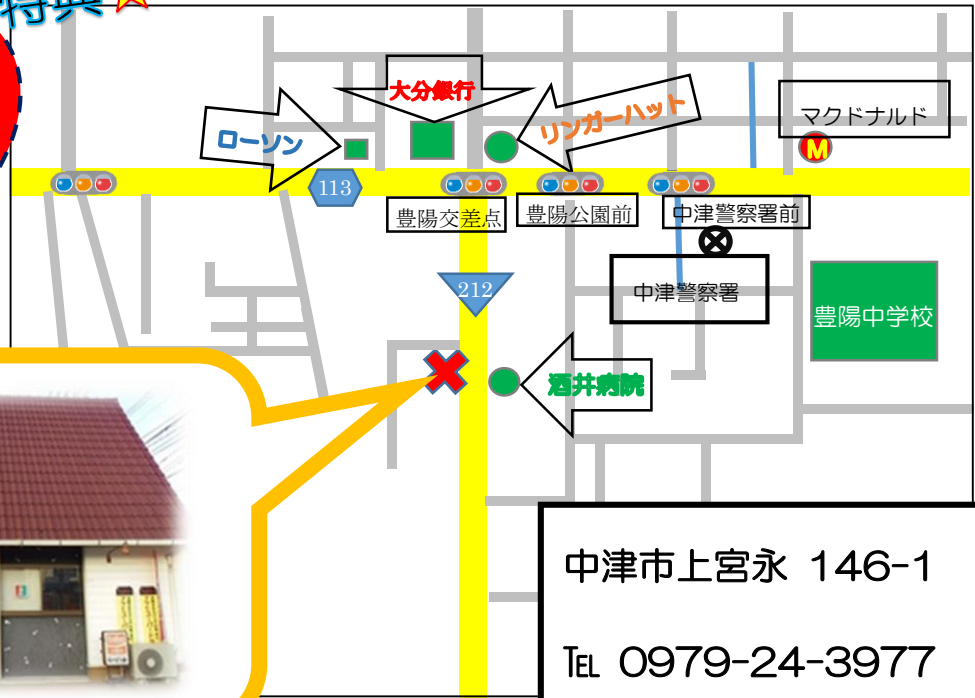 特典
大分銀行
ローソン
リンガーハット
マクドナルド
M
113
豊陽交差点
豊陽公園前
中津警察署前
212
中津警察署
豊陽中学校
酒井病院
中津市上宮永 146-1
TEL 0979-24-3977